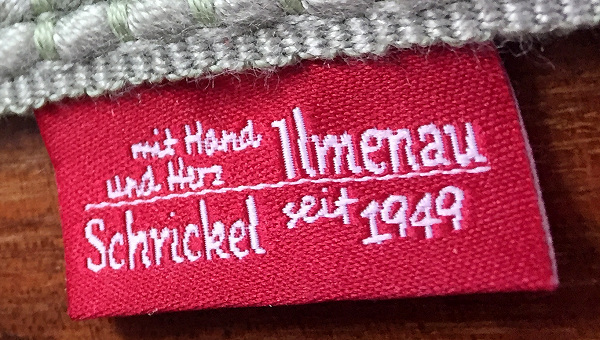 mit Hand
und Herz
Ilmenau
Schrickel
seit 1949